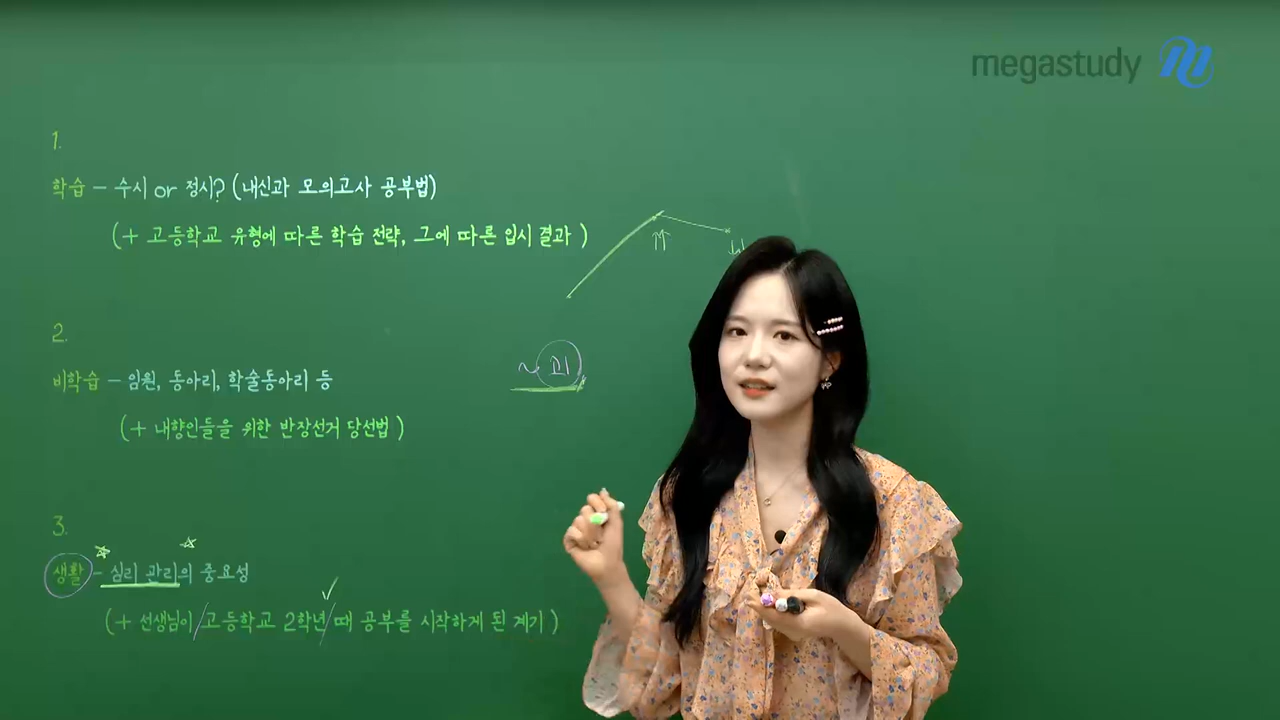 megastudy
1.
학습 - 수시 or 정시? (내신과 모의고사 공부법)
(+ 고등학교 유형에 따른 학습 전략, 그에 따른 입시 결과 )
2.
비학습 - 임원, 동아리, 학술동아리 등
~ 고1
(+ 내향인들을 위한 반장선거 당선법 )
3.
생활 - 심리 관리의 중요성
(+ 선생님이 고등학교 2학년 때 공부를 시작하게 된 계기 )